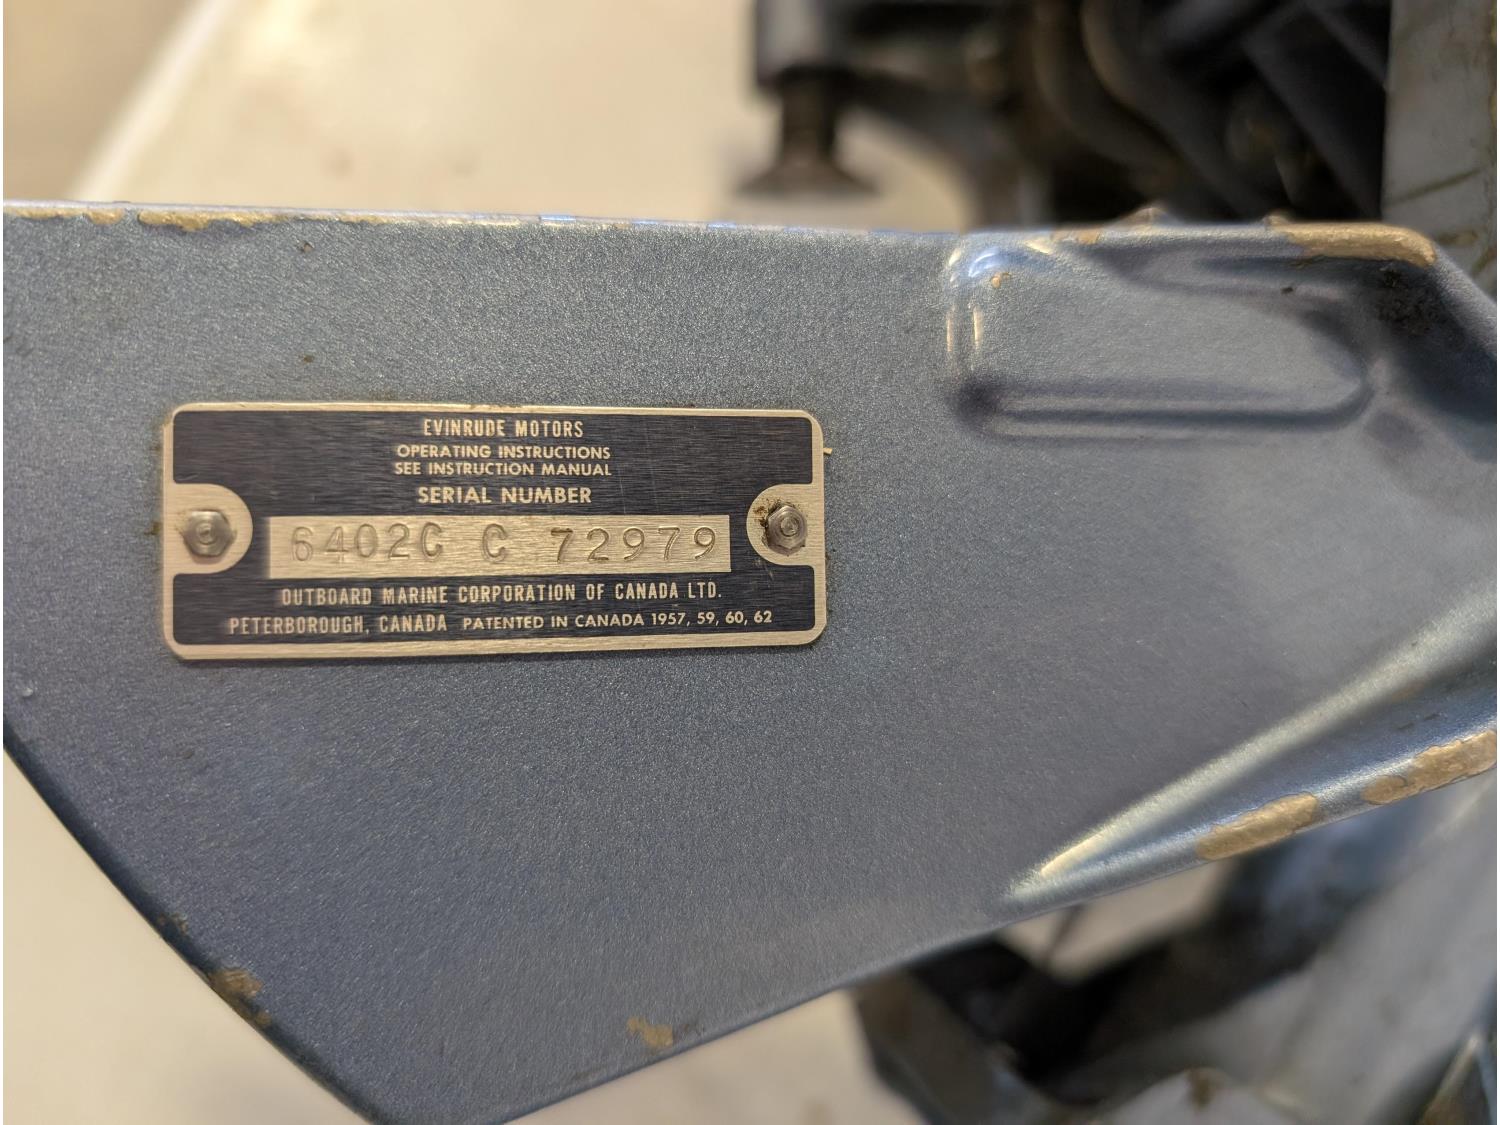 EVINRUDE MOTORS
OPERATING INSTRUCTIONS
SEE INSTRUCTION MANUAL
SERIAL NUMBER
6402C C 72979
OUTBOARD MARINE CORPORATION OF CANADA LTD.
PETERBOROUGH, CANADA PATENTED IN CANADA 1957, 59, 60, 62